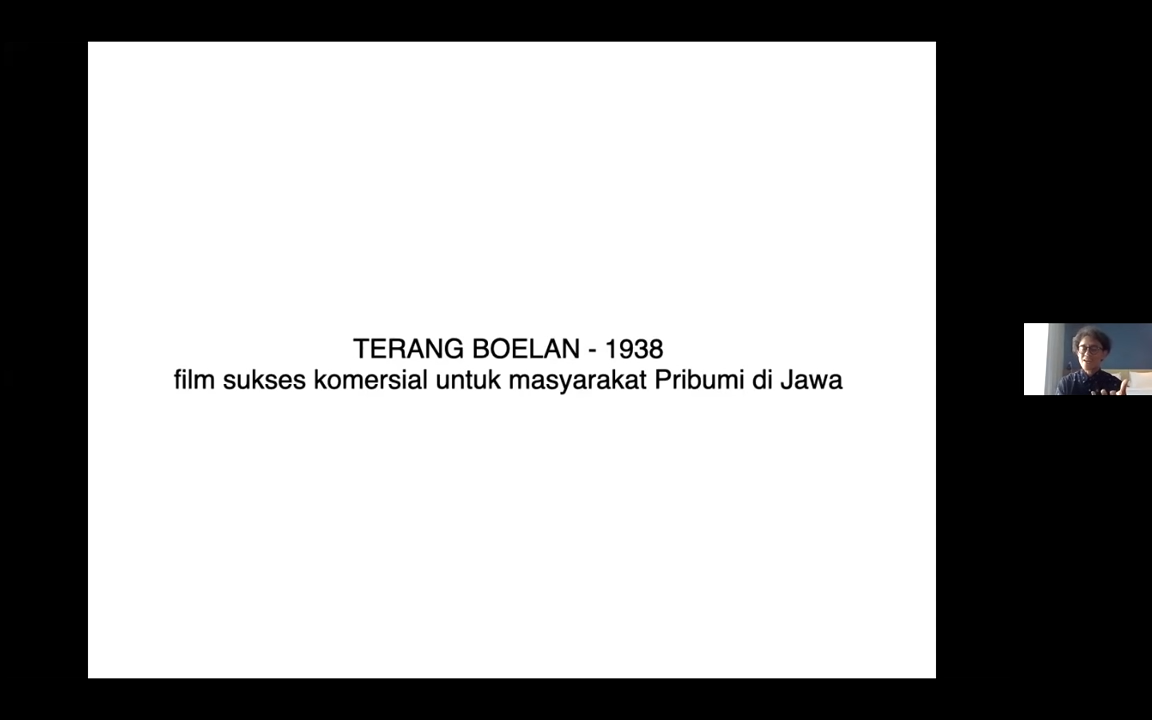 TERANG BOELAN - 1938
film sukses komersial untuk masyarakat Pribumi di Jawa